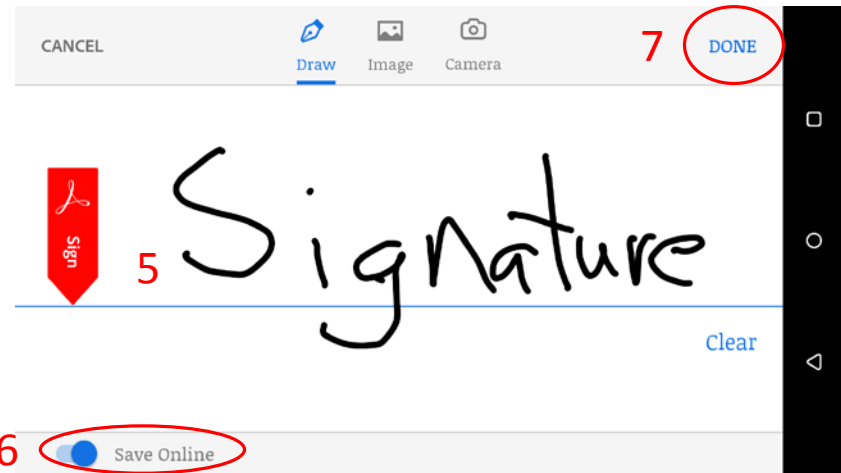 CANCEL
Draw
Image
Camera
7
DONE
Sign
5
Signature
Clear
6
Save Online